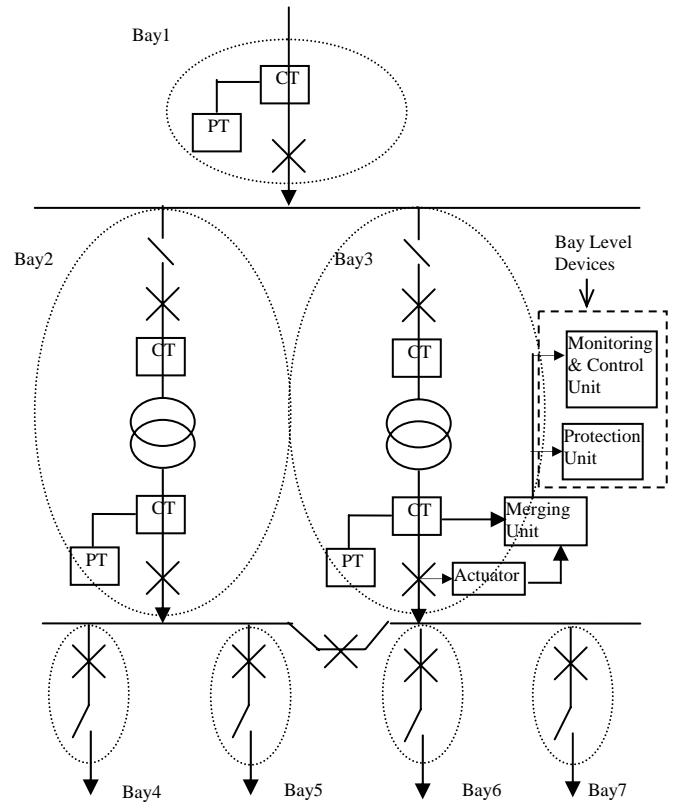 Bay1
CT
PT
Bay2
Bay3
Bay Level
Devices
CT
CT
Monitoring
& Control
Unit
Protection
Unit
CT
CT
Merging
Unit
PT
PT
Actuator
Bay4
Bay5
Bay6
Bay7